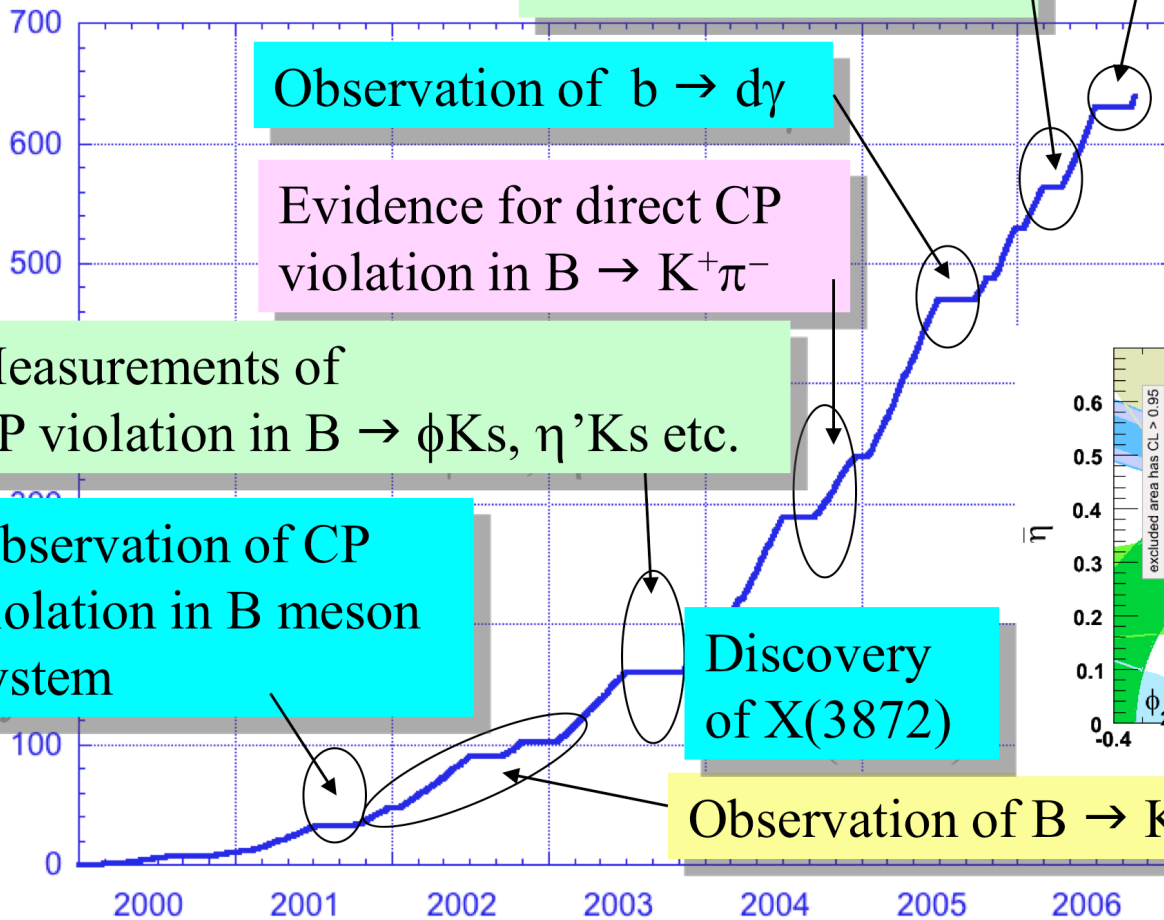 700
600
500
100
0
Observation of b → dγ
Evidence for direct CP
violation in B → K⁺π⁻
easurements of
P violation in B → ϕKs, η’Ks etc.
bservation of CP
iolation in B meson
ystem
Discovery
of X(3872)
Observation of B → K
2000 2001 2002 2003 2004 2005 2006
0.6
0.5
0.4
0.3
0.2
0.1
0
-0.4
η̅
excluded area has CL > 0.95
ϕ₂